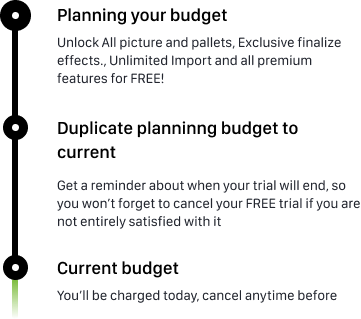 Planning your budget
Unlock All picture and pallets, Exclusive finalize
effects., Unlimited Import and all premium
features for FREE!
Duplicate planninng budget to
current
Get a reminder about when your trial will end, so
you won’t forget to cancel your FREE trial if you are
not entirely satisfied with it
Current budget
You’ll be charged today, cancel anytime before